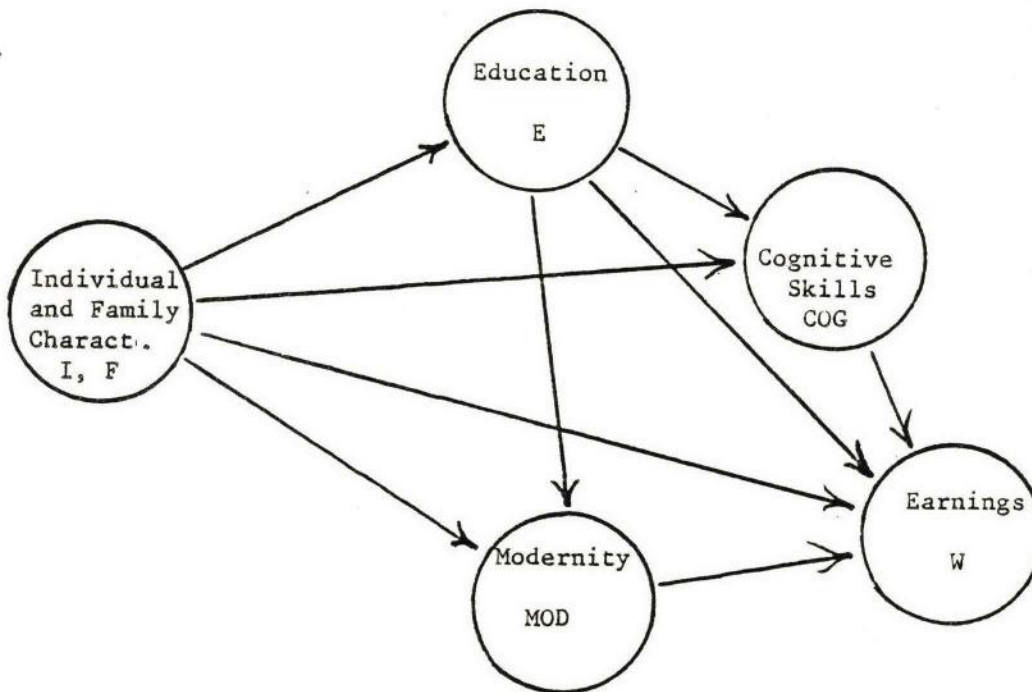 Education
E
Individual
and Family
Charact.
I, F
Cognitive
Skills
COG
Modernity
MOD
Earnings
W